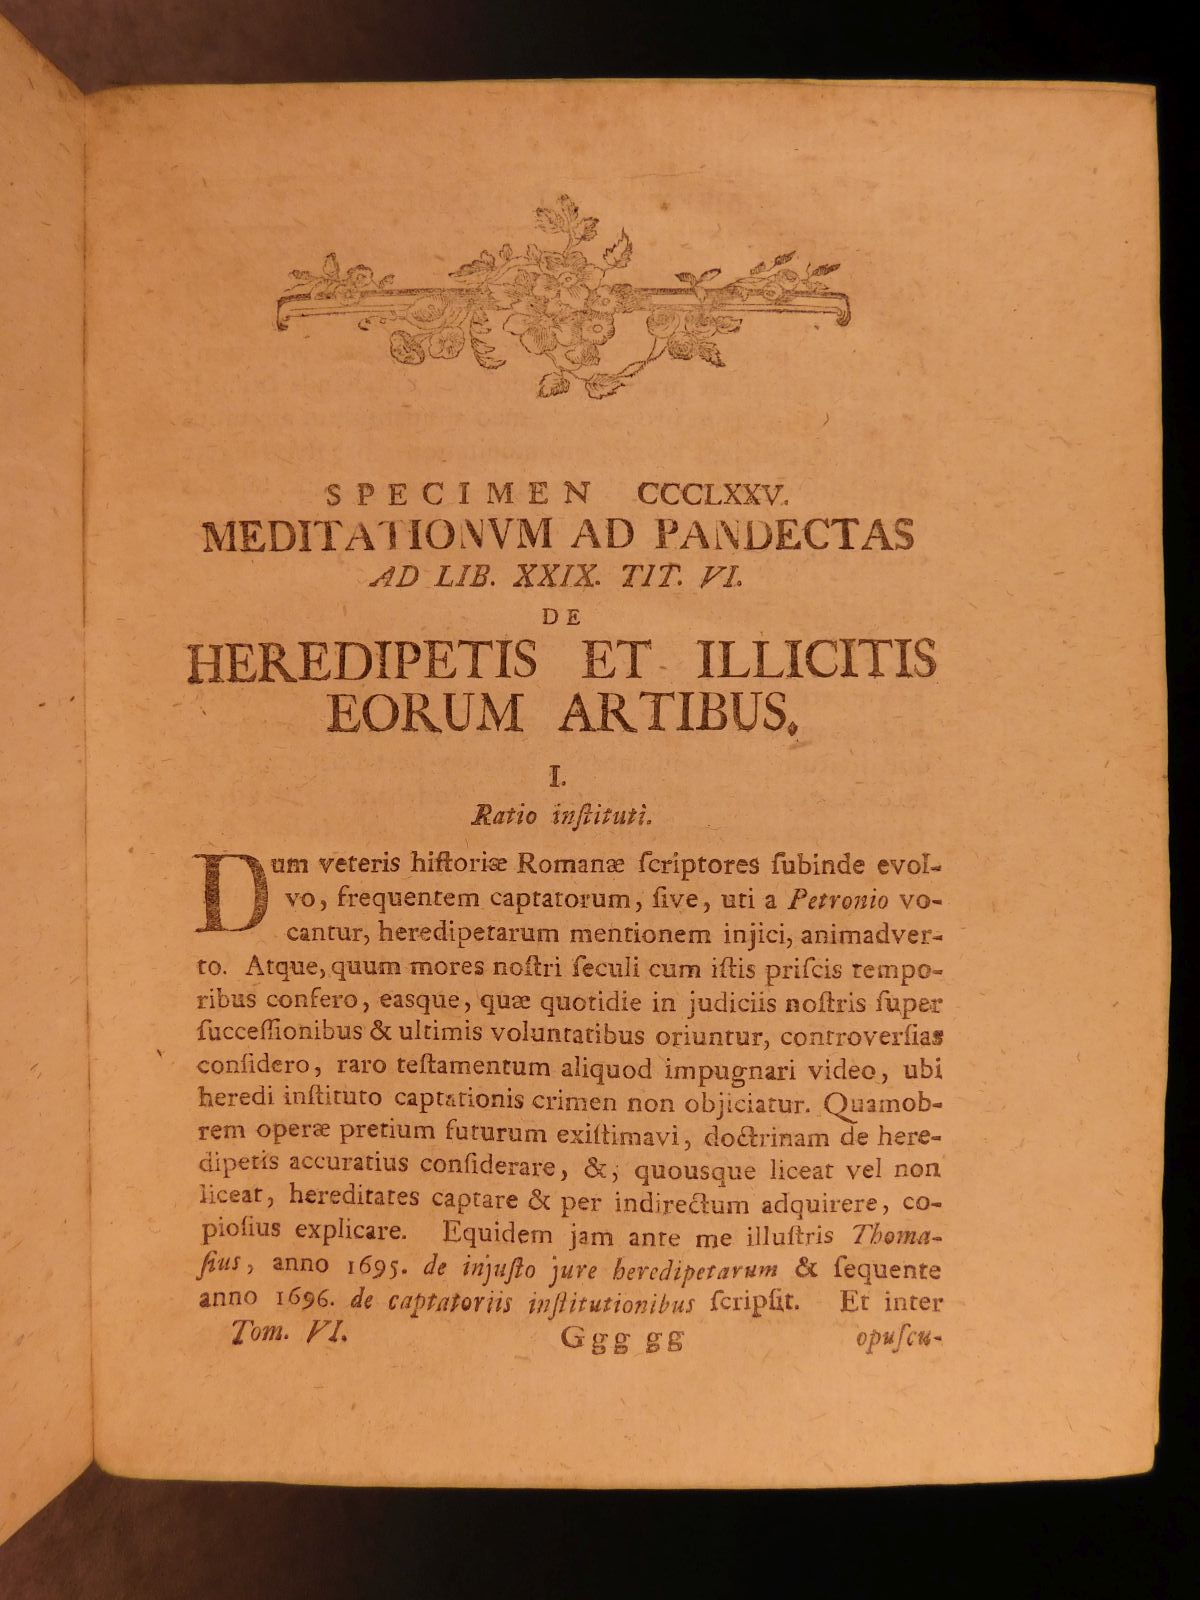 SPECIMEN CCCLXXV.
MEDITATIONVM AD PANDECTAS
AD LIB. XXIX. TIT. VI.
DE
HEREDIPETIS ET ILLICITIS
EORUM ARTIBUS.
I.
Ratio inſtituti.
Dum veteris hiſtoriæ Romanæ ſcriptores ſubinde evol-
vo, frequentem captatorum, ſive, uti a Petronio vo-
cantur, heredipetarum mentionem injici, animadver-
to. Atque, quum mores noſtri ſeculi cum iſtis priſcis tempo-
ribus confero, easque, quæ quotidie in judiciis noſtris ſuper
ſucceſſionibus & ultimis voluntatibus oriuntur, controverſias
conſidero, raro teſtamentum aliquod impugnari video, ubi
heredi inſtituto captationis crimen non objiciatur. Quamob-
rem operæ pretium futurum exiſtimavi, doctrinam de here-
dipetis accuratius conſiderare, &, quousque liceat vel non
liceat, hereditates captare & per indirectum adquirere, co-
pioſius explicare. Equidem jam ante me illuſtris Thoma-
ſius, anno 1695. de injuſto jure heredipetarum & ſequente
anno 1696. de captatoriis inſtitutionibus ſcripſit. Et inter
Tom. VI. Ggg gg opuſcu-